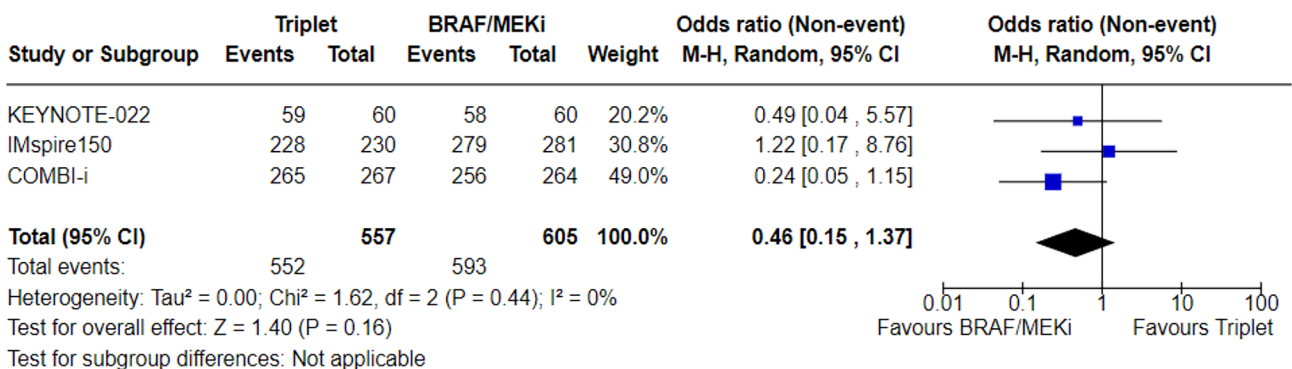 Triplet BRAF/MEKi Odds ratio (Non-event) Odds ratio (Non-event)
Study or Subgroup Events Total Events Total Weight M-H, Random, 95% CI M-H, Random, 95% CI
KEYNOTE-022 59 60 58 60 20.2% 0.49 [0.04 , 5.57]
IMspire150 228 230 279 281 30.8% 1.22 [0.17 , 8.76]
COMBI-i 265 267 256 264 49.0% 0.24 [0.05 , 1.15]
Total (95% CI) 557 605 100.0% 0.46 [0.15 , 1.37]
Total events: 552 593
Heterogeneity: Tau² = 0.00; Chi² = 1.62, df = 2 (P = 0.44); I² = 0%
0.01 0.1 1 10 100
Test for overall effect: Z = 1.40 (P = 0.16)
Favours BRAF/MEKi Favours Triplet
Test for subgroup differences: Not applicable